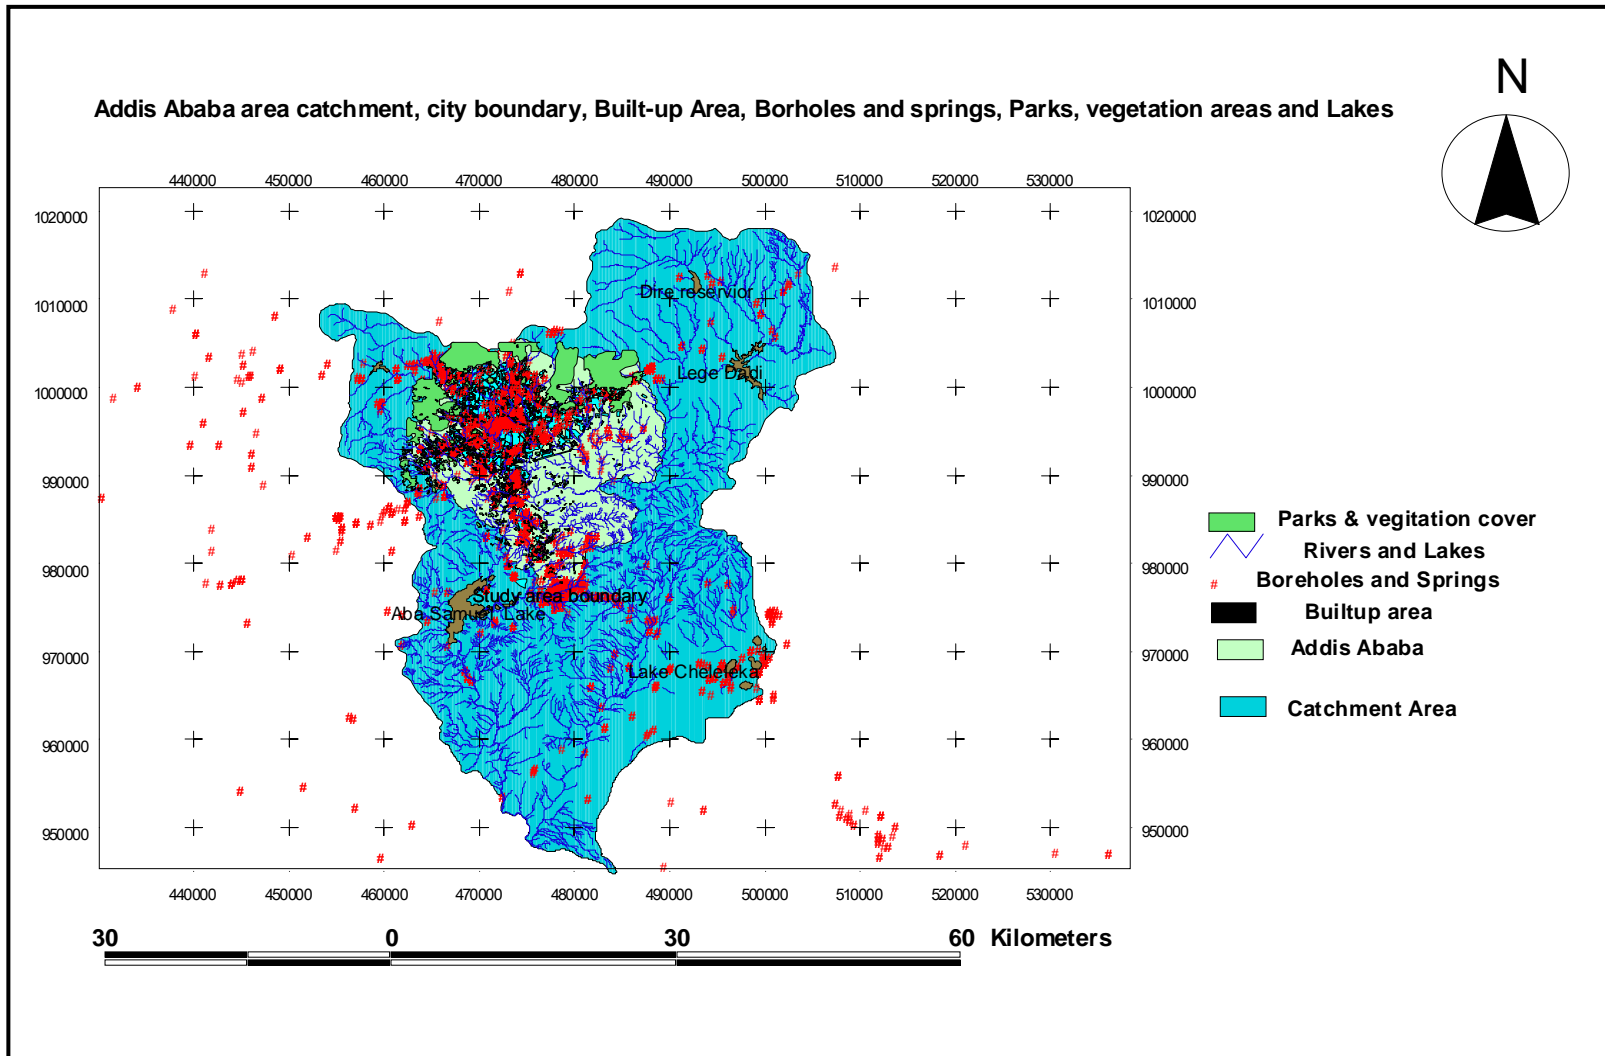 N
Addis Ababa area catchment, city boundary, Built-up Area, Borholes and springs, Parks, vegetation areas and Lakes
440000 450000 460000 470000 480000 490000 500000 510000 520000 530000
1020000 1020000
Dire reservior
1010000 1010000
Lege Dadi
1000000 1000000
990000 990000
Parks & vegitation cover
Rivers and Lakes
980000 980000
Boreholes and Springs
Study area boundary
Aba Samuel Lake
Builtup area
Addis Ababa
970000 970000
Lake Cheleleka
Catchment Area
960000 960000
950000 950000
440000 450000 460000 470000 480000 490000 500000 510000 520000 530000
30 0 30 60 Kilometers